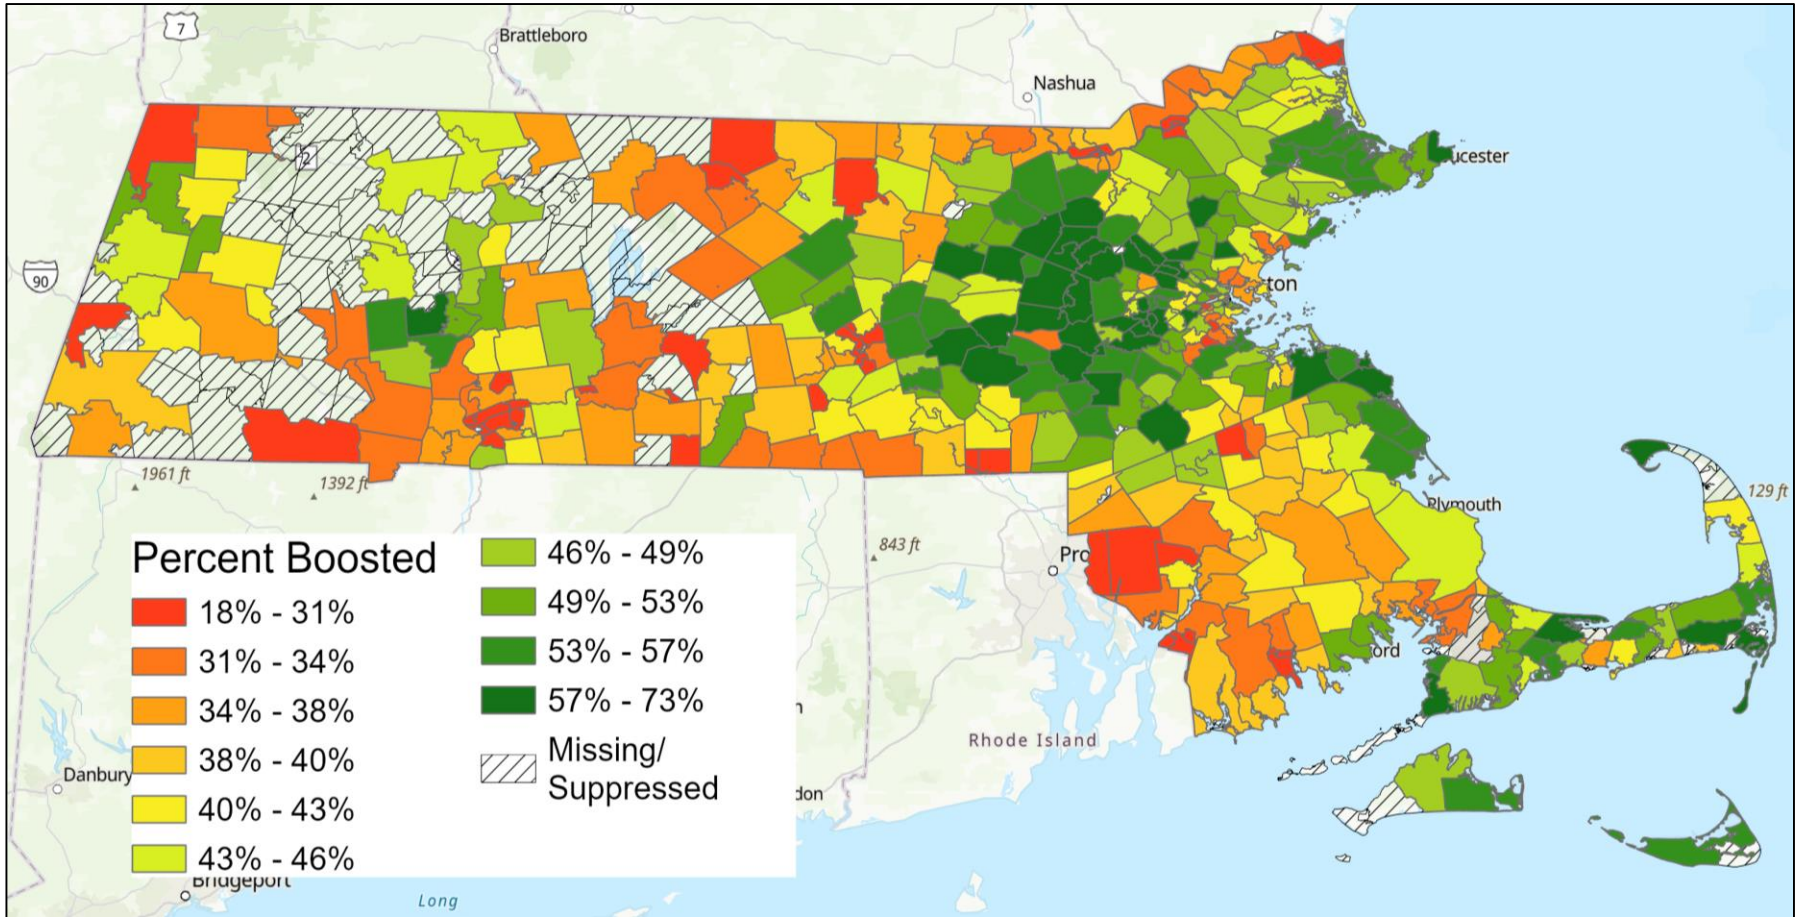 7
Brattleboro
Nashua
2
ucester
90
ton
1961 ft
1392 ft
Plymouth
129 ft
843 ft
Pro
ord
Rhode Island
Danbury
don
Bridgeport
Long
Percent Boosted
18% - 31%
31% - 34%
34% - 38%
38% - 40%
40% - 43%
43% - 46%
46% - 49%
49% - 53%
53% - 57%
57% - 73%
Missing/
Suppressed